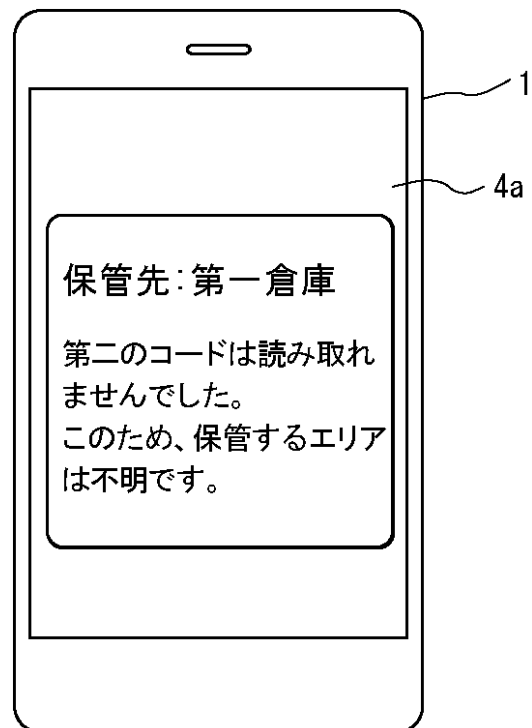 1
4a
保管先:第一倉庫
第二のコードは読み取れ
ませんでした。
このため、保管するエリア
は不明です。